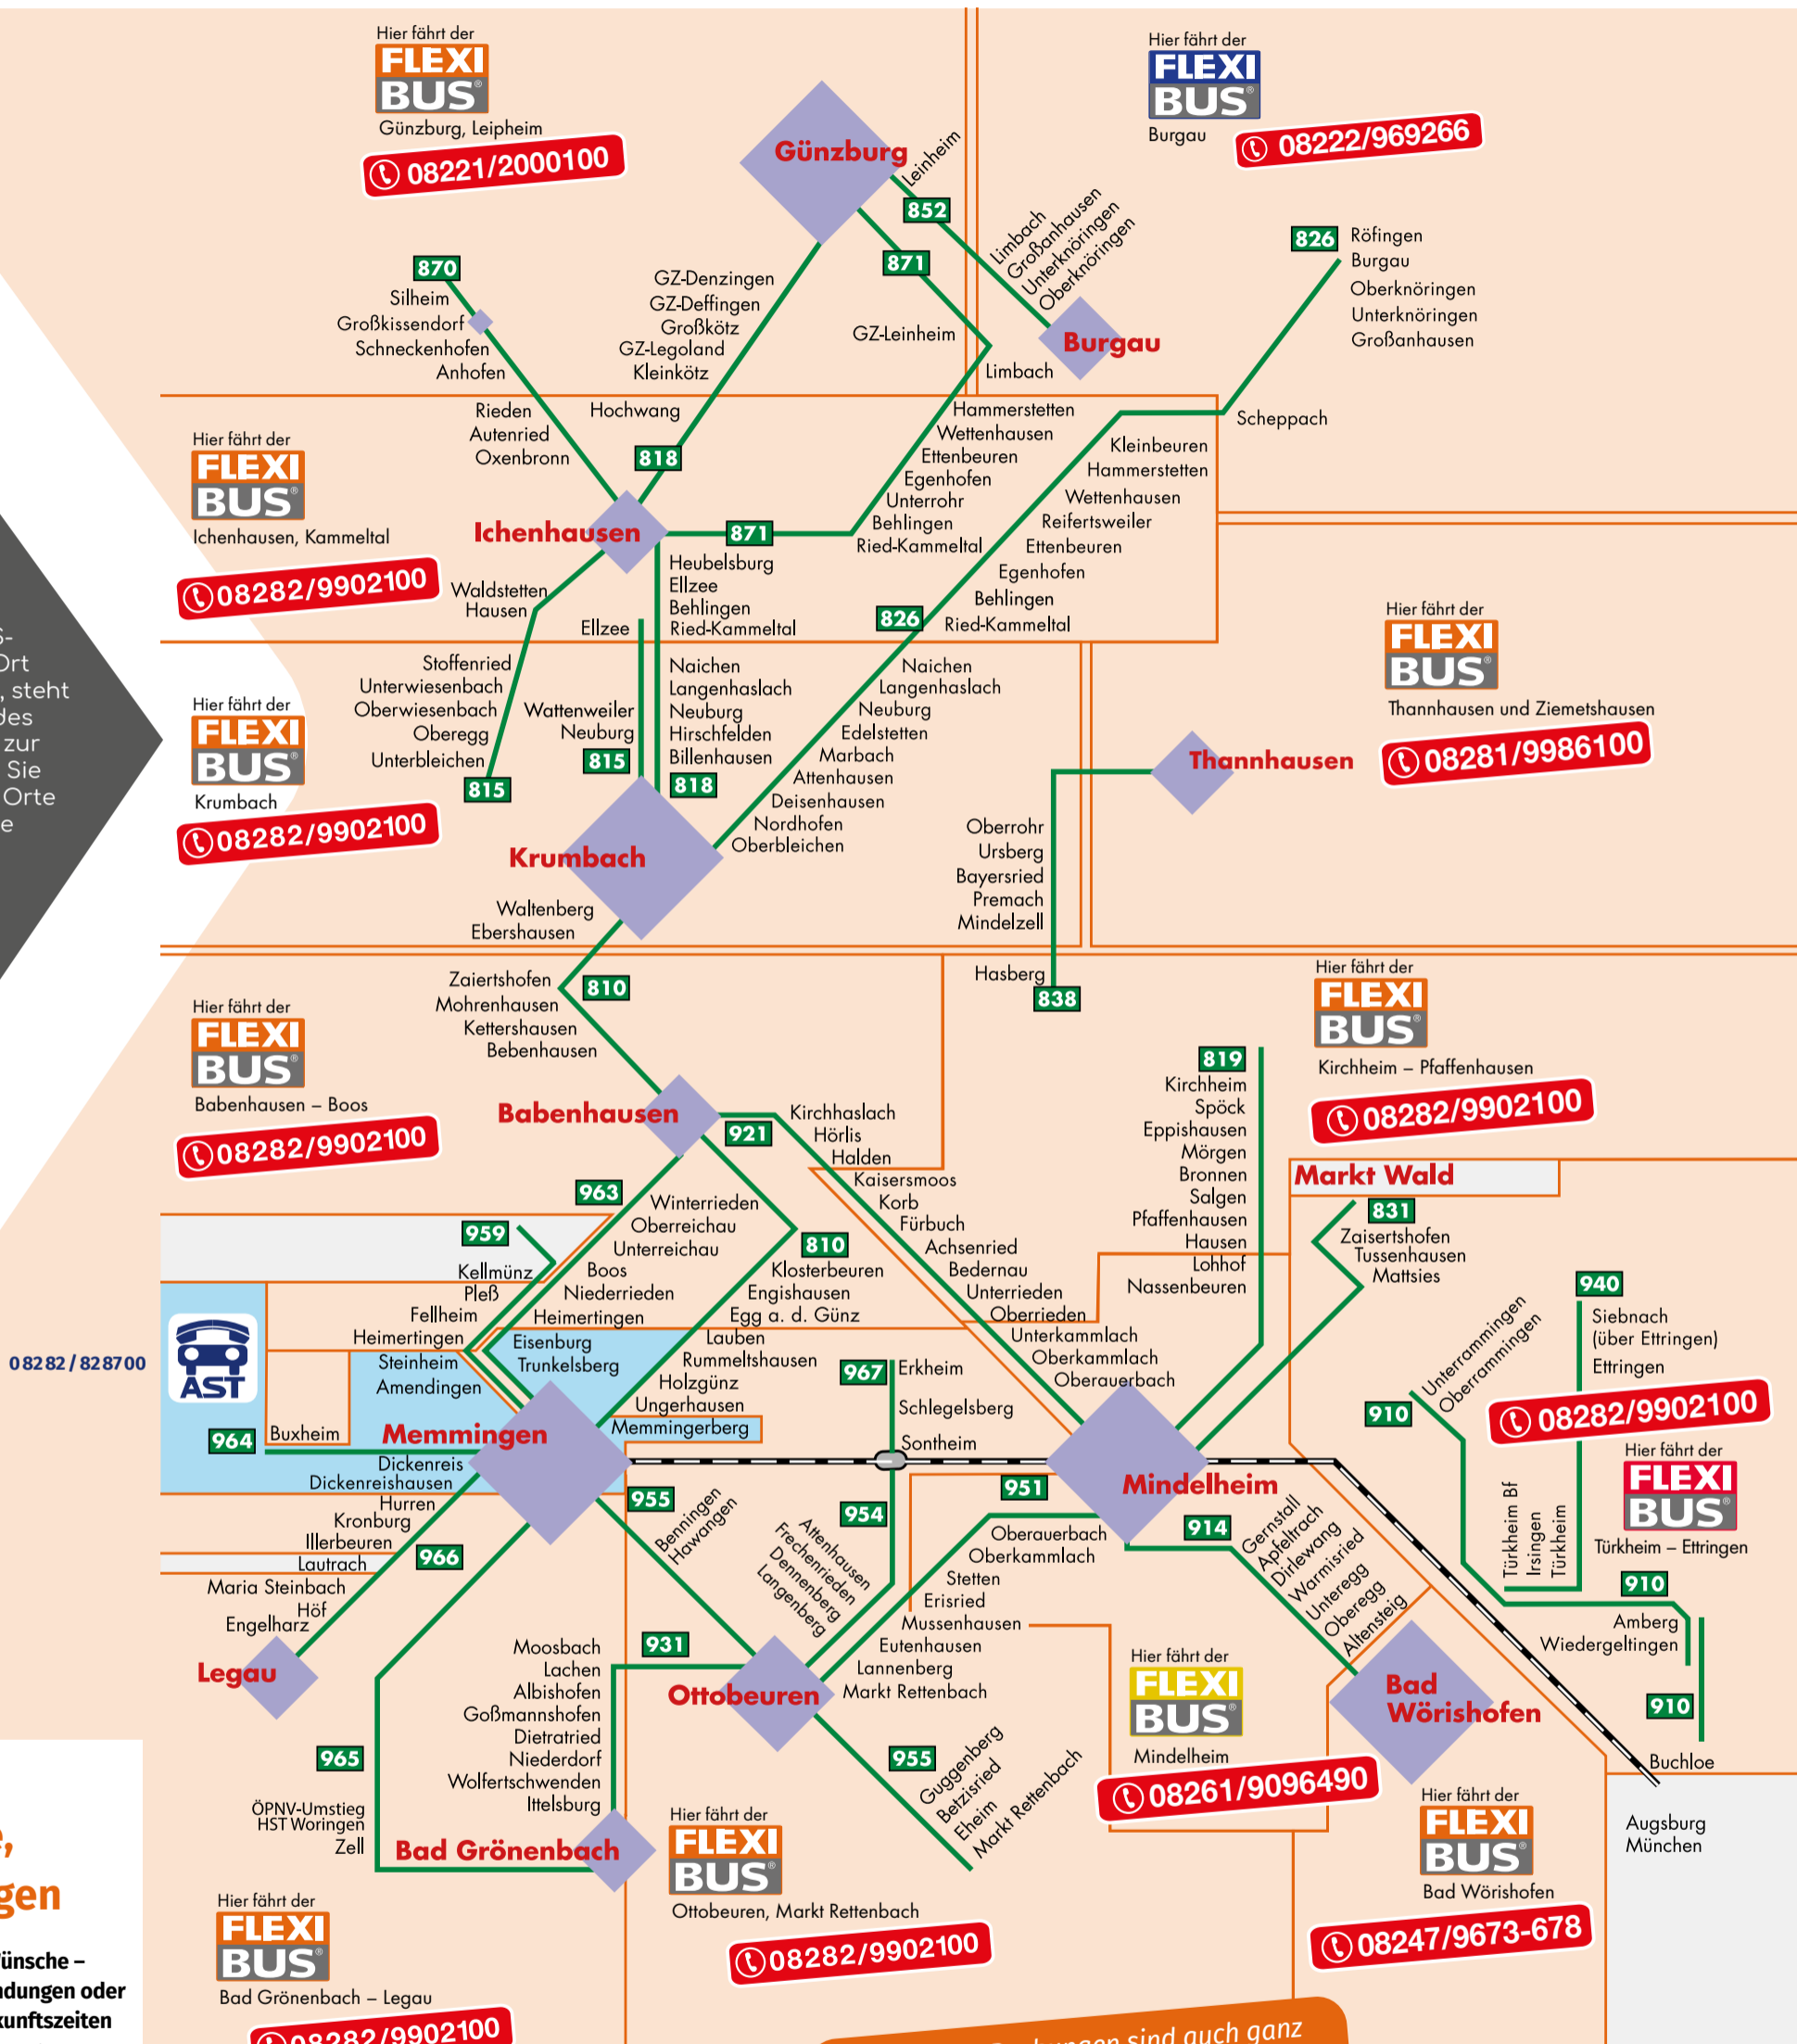 Hier fährt der
FLEXI
BUS®
Günzburg, Leipheim
08221/2000100
Hier fährt der
FLEXI
BUS®
Burgau
08222/969266
Günzburg
Leinheim
852
Limbach
Großanhausen
Unterknöringen
Oberknöringen
Burgau
871
GZ-Leinheim
Limbach
826
Röfingen
Burgau
Oberknöringen
Unterknöringen
Großanhausen
Scheppach
870
Silheim
Großkissendorf
Schneckenhofen
Anhofen
Rieden
Autenried
Oxenbronn
GZ-Denzingen
GZ-Deffingen
Großkötz
GZ-Legoland
Kleinkötz
Hochwang
818
Hammerstetten
Wettenhausen
Ettenbeuren
Egenhofen
Unterrohr
Behlingen
Ried-Kammeltal
Kleinbeuren
Hammerstetten
Wettenhausen
Reifertsweiler
Ettenbeuren
Egenhofen
Behlingen
Ried-Kammeltal
826
Hier fährt der
FLEXI
BUS®
Ichenhausen, Kammeltal
08282/9902100
Ichenhausen
871
Heubelsburg
Ellzee
Behlingen
Ried-Kammeltal
Waldstetten
Hausen
Ellzee
Stoffenried
Unterwiesenbach
Oberwiesenbach
Oberegg
Unterbleichen
815
Wattenweiler
Neuburg
815
Naichen
Langenhaslach
Neuburg
Hirschfelden
Billenhausen
818
Naichen
Langenhaslach
Neuburg
Edelstetten
Marbach
Attenhausen
Deisenhausen
Nordhofen
Oberbleichen
S-
Ort
, steht
des
zur
Sie
Orte
e
Hier fährt der
FLEXI
BUS®
Krumbach
08282/9902100
Krumbach
Hier fährt der
FLEXI
BUS®
Thannhausen und Ziemetshausen
08281/9986100
Thannhausen
Oberrohr
Ursberg
Bayersried
Premach
Mindelzell
Hasberg
838
Waltenberg
Ebershausen
Zaiertshofen
Mohrenhausen
Kettershausen
Bebenhausen
810
Hier fährt der
FLEXI
BUS®
Babenhausen – Boos
08282/9902100
Babenhausen
921
Kirchhaslach
Hörlis
Halden
Kaisersmoos
Korb
Fürbuch
Achsenried
Bedernau
Unterrieden
Oberrieden
Unterkammlach
Oberkammlach
Oberauerbach
Hier fährt der
FLEXI
BUS®
Kirchheim – Pfaffenhausen
08282/9902100
819
Kirchheim
Spöck
Eppishausen
Mörgen
Bronnen
Salgen
Pfaffenhausen
Hausen
Lohhof
Nassenbeuren
Markt Wald
831
Zaisertshofen
Tussenhausen
Mattsies
963
Winterrieden
Oberreichau
Unterreichau
Boos
Niederrieden
Heimertingen
Eisenburg
Trunkelsberg
810
Klosterbeuren
Engishausen
Egg a. d. Günz
Lauben
Rummeltshausen
Holzgünz
Ungerhausen
Memmingerberg
959
Kellmünz
Pleß
Fellheim
Heimertingen
Steinheim
Amendingen
08282/828700
AST
Memmingen
964
Buxheim
Dickenreis
Dickenreishausen
Hurren
Kronburg
Illerbeuren
Lautrach
Maria Steinbach
Höf
Engelharz
966
Legau
967
Erkheim
Schlegelsberg
Sontheim
954
Attenhausen
Frechenrieden
Dennenberg
Langenberg
955
Benningen
Hawangen
Mindelheim
951
Oberauerbach
Oberkammlach
Stetten
Erisried
Mussenhausen
Eutenhausen
Lannenberg
Markt Rettenbach
914
Gernstall
Apfeltrach
Dirlewang
Warmisried
Unteregg
Oberegg
Altensteig
940
Siebnach
(über Ettringen)
Ettringen
Unterrammingen
Oberrammingen
910
08282/9902100
Hier fährt der
FLEXI
BUS®
Türkheim – Ettringen
Türkheim Bf
Irsingen
Türkheim
910
Amberg
Wiedergeltingen
910
Buchloe
Augsburg
München
Bad
Wörishofen
Hier fährt der
FLEXI
BUS®
Mindelheim
08261/9096490
Hier fährt der
FLEXI
BUS®
Bad Wörishofen
08247/9673-678
931
Ottobeuren
Moosbach
Lachen
Albishofen
Goßmannshofen
Dietratried
Niederdorf
Wolfertschwenden
Ittelsburg
955
Guggenberg
Betzisried
Eheim
Markt Rettenbach
965
ÖPNV-Umstieg
HST Woringen
Zell
Bad Grönenbach
Hier fährt der
FLEXI
BUS®
Ottobeuren, Markt Rettenbach
08282/9902100
Hier fährt der
FLEXI
BUS®
Bad Grönenbach – Legau
08282/9902100
e,
gen
ünsche –
ndungen oder
kunftszeiten
sind auch ganz